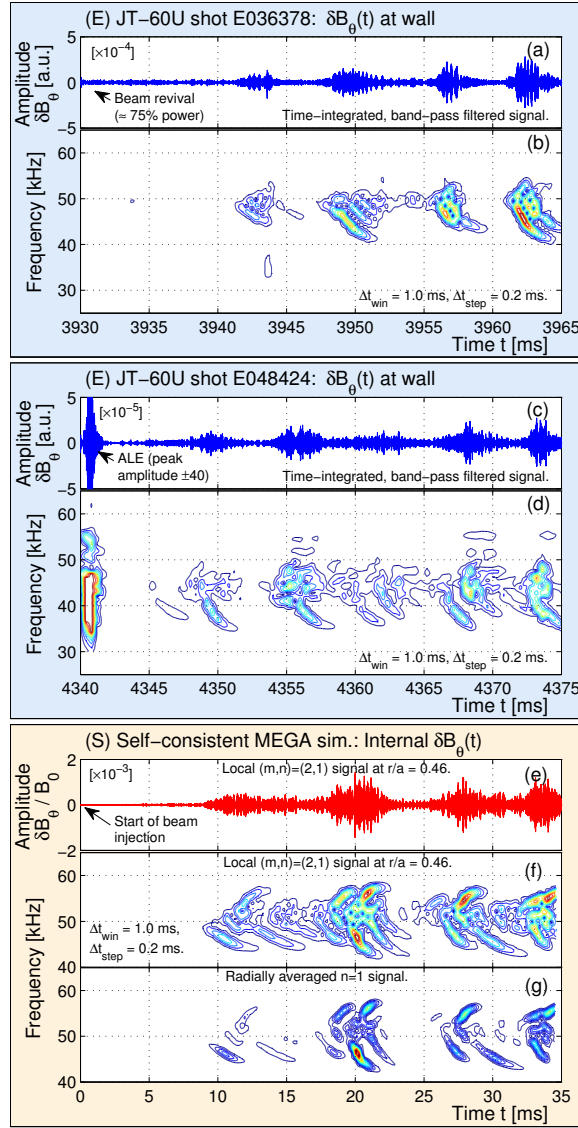 (E) JT−60U shot E036378: δBθ(t) at wall
Amplitude
δBθ [a.u.]
5
0
−5
[×10⁻⁴]
(a)
Beam revival
(≈ 75% power)
Time−integrated, band−pass filtered signal.
(b)
Frequency [kHz]
60
50
40
30
Δt_win = 1.0 ms, Δt_step = 0.2 ms.
3930 3935 3940 3945 3950 3955 3960 3965
Time t [ms]
(E) JT−60U shot E048424: δBθ(t) at wall
Amplitude
δBθ [a.u.]
5
0
−5
[×10⁻⁵]
(c)
ALE (peak
amplitude ±40)
Time−integrated, band−pass filtered signal.
(d)
Frequency [kHz]
60
50
40
30
Δt_win = 1.0 ms, Δt_step = 0.2 ms.
4340 4345 4350 4355 4360 4365 4370 4375
Time t [ms]
(S) Self−consistent MEGA sim.: Internal δBθ(t)
Amplitude
δBθ / B₀
2
0
−2
[×10⁻³]
Local (m,n)=(2,1) signal at r/a = 0.46.
(e)
Start of beam
injection
Local (m,n)=(2,1) signal at r/a = 0.46.
(f)
Frequency [kHz]
60
50
40
Δt_win = 1.0 ms,
Δt_step = 0.2 ms.
Radially averaged n=1 signal.
(g)
60
50
40
0 5 10 15 20 25 30 35
Time t [ms]